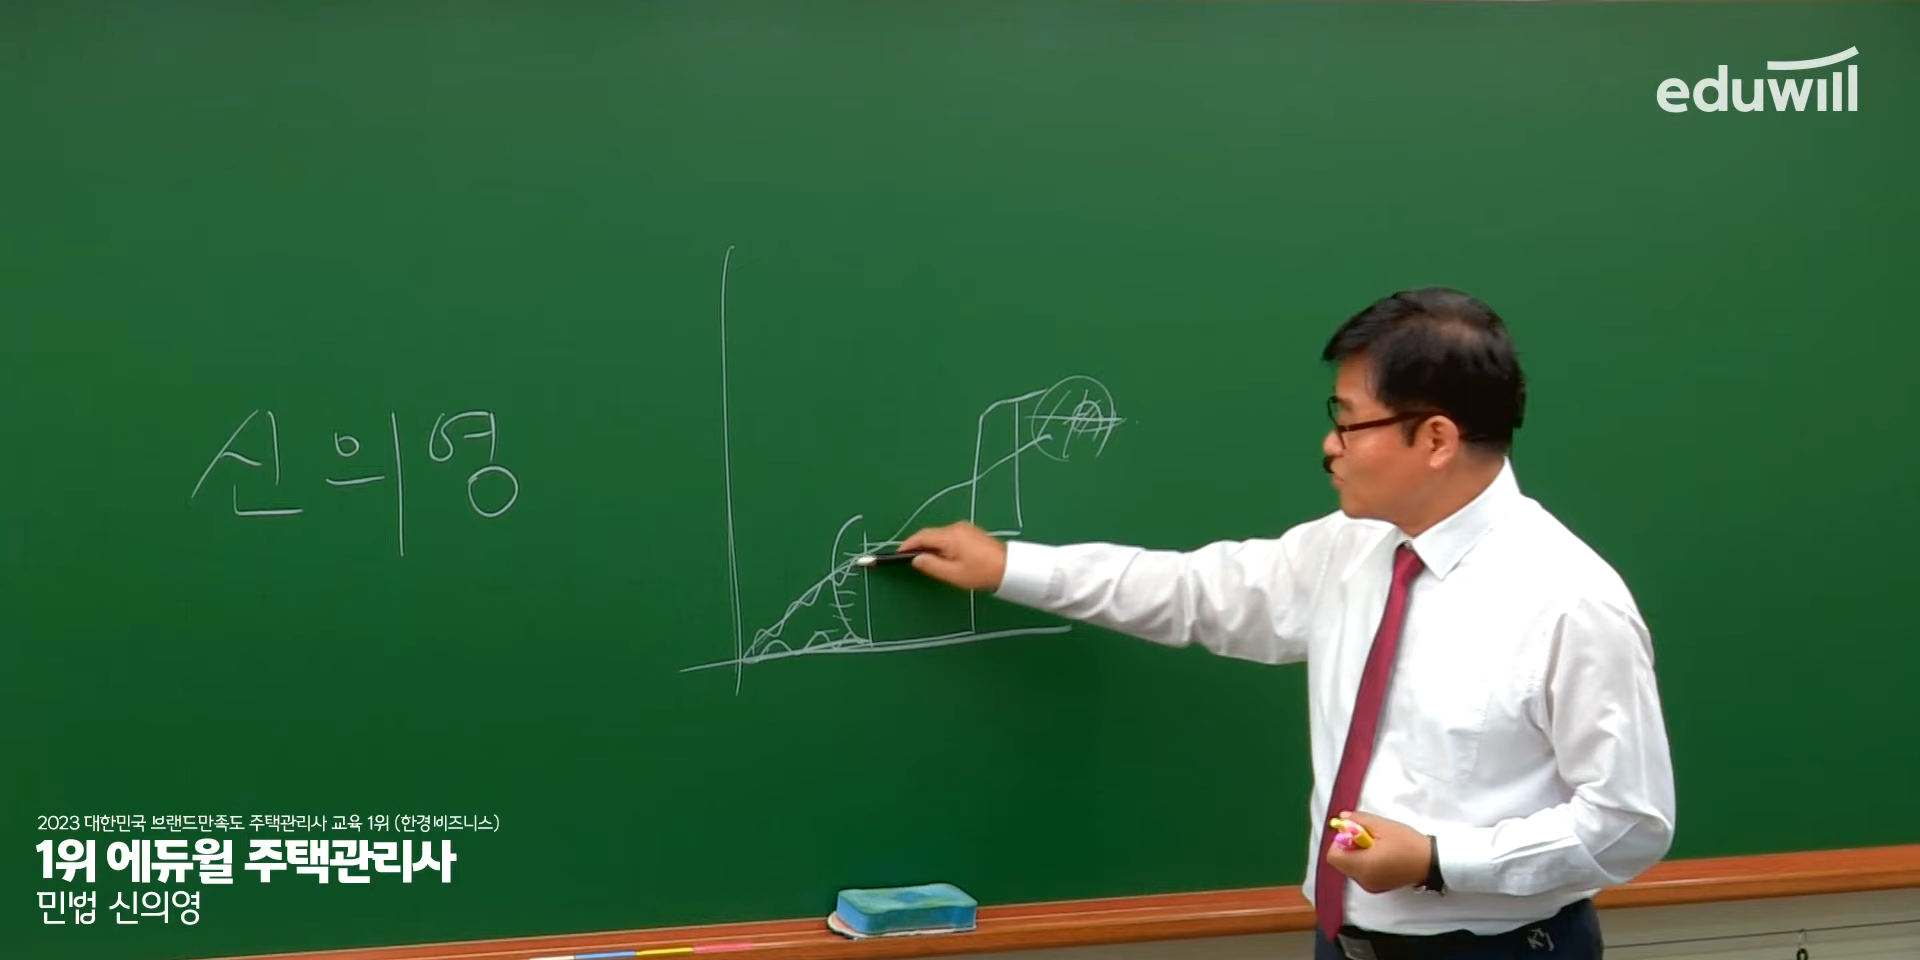 eduwill
신의영
2023 대한민국 브랜드만족도 주택관리사 교육 1위 (한경비즈니스)
1위 에듀윌 주택관리사
민법 신의영